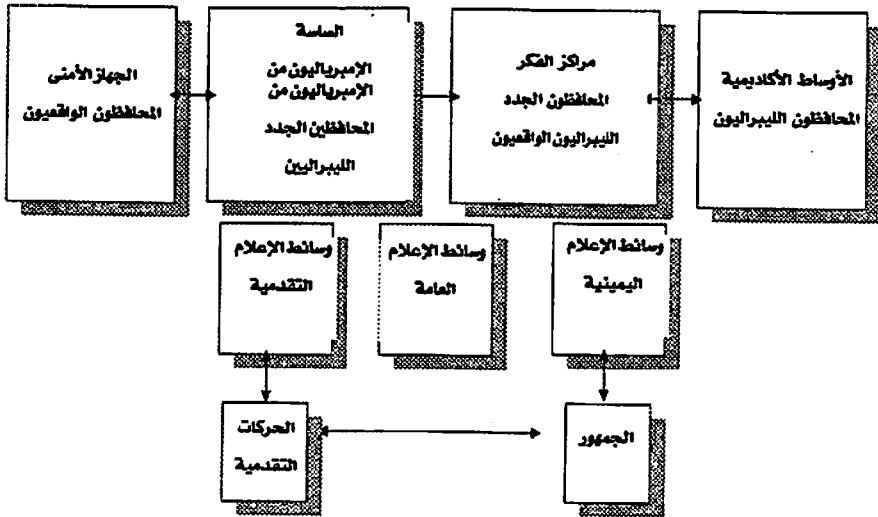 الأوساط الأكاديمية
المحافظون الليبراليون
مراكز الفكر
المحافظون الجدد
الليبراليون الواقعيون
الساسة
الإمبرياليون من
الإمبرياليون من
المحافظين الجدد
الليبراليين
الجهاز الأمنى
المحافظون الواقعيون
وسائط الإعلام
اليمينية
وسائط الإعلام
العامة
وسائط الإعلام
التقدمية
الجمهور
الحركات
التقدمية